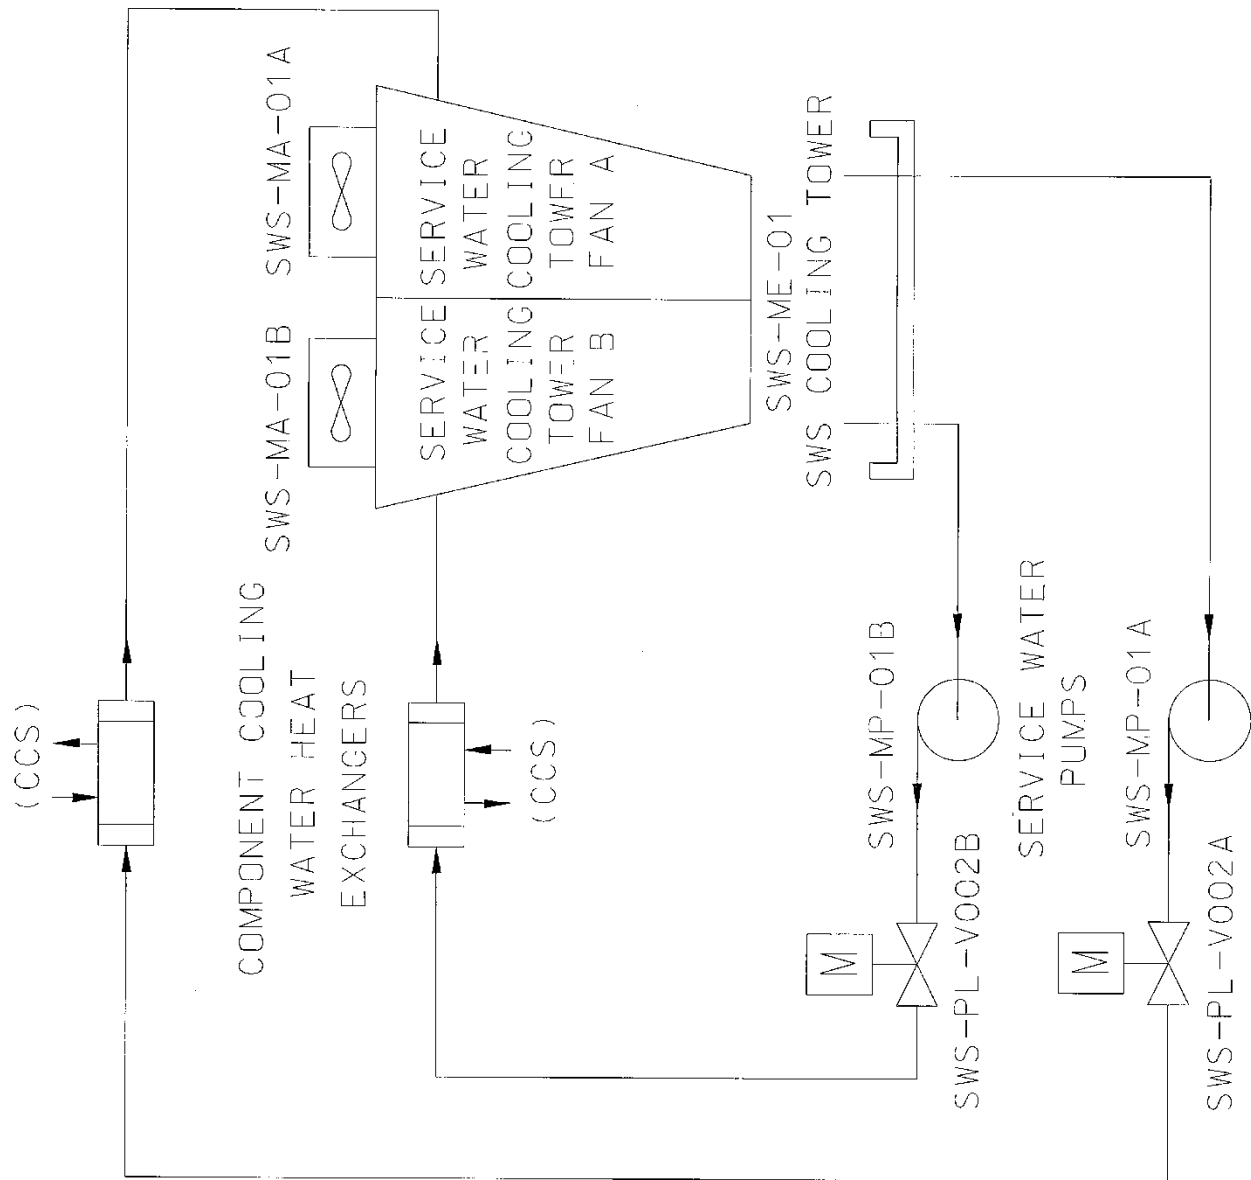 (CCS)
COMPONENT COOLING
WATER HEAT
EXCHANGERS
(CCS)
SWS-MA-01B
SWS-MA-01A
SERVICE
WATER
COOLING
TOWER
FAN B
SERVICE
WATER
COOLING
TOWER
FAN A
SWS-ME-01
SWS COOLING TOWER
M
SWS-MP-01B
SWS-PL-V002B
SERVICE WATER
PUMPS
M
SWS-MP-01A
SWS-PL-V002A